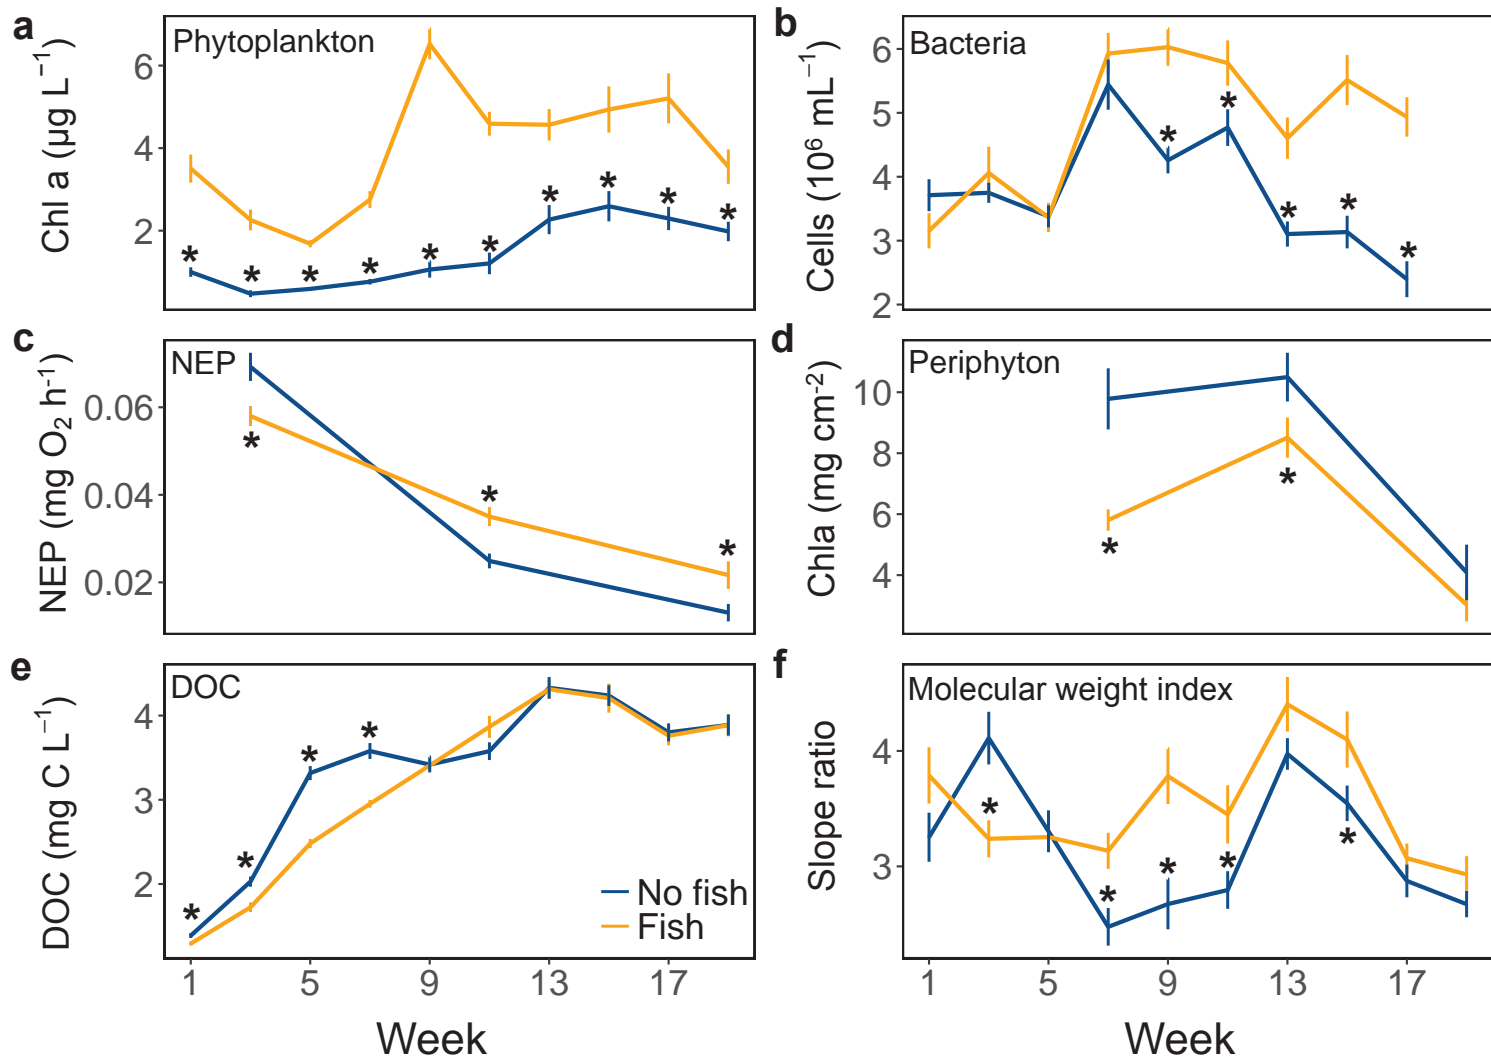 a
Phytoplankton
Chl a (µg L⁻¹)
6
4
2
* * * * * * * * * *
b
Bacteria
Cells (10⁶ mL⁻¹)
6
5
4
3
2
* * * * *
c
NEP
NEP (mg O₂ h⁻¹)
0.06
0.04
0.02
* * *
d
Periphyton
Chla (mg cm⁻²)
10
8
6
4
* *
e
DOC
DOC (mg C L⁻¹)
4
3
2
* * * *
No fish
Fish
1 5 9 13 17
Week
f
Molecular weight index
Slope ratio
4
3
* * * * *
1 5 9 13 17
Week